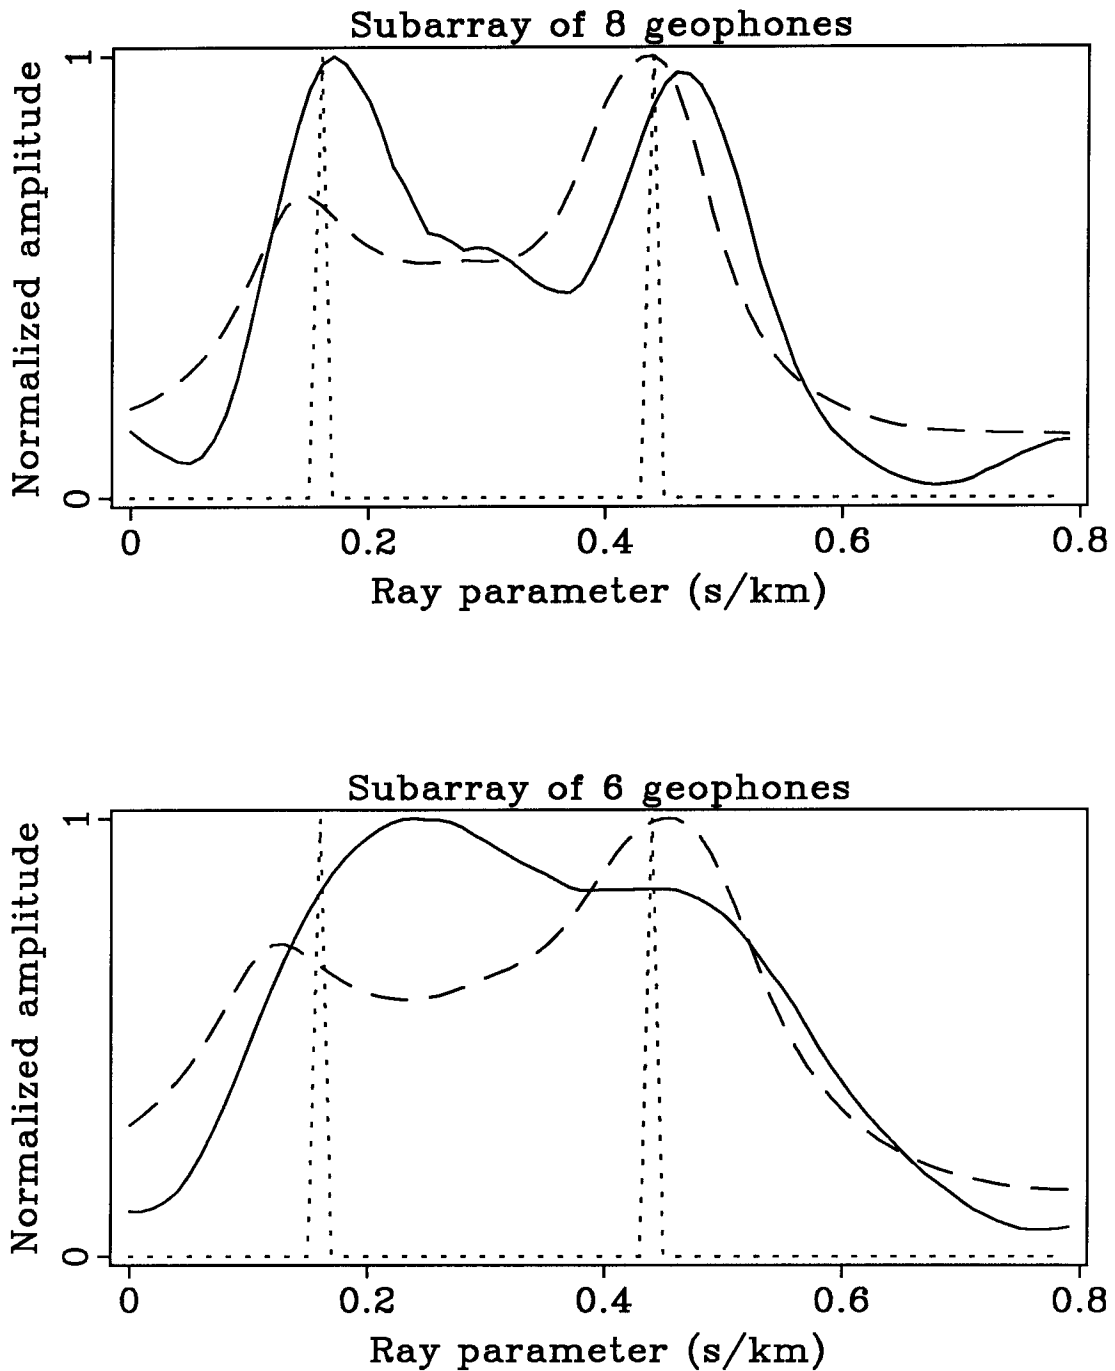 Subarray of 8 geophones
Normalized amplitude
1
0
0 0.2 0.4 0.6 0.8
Ray parameter (s/km)
Subarray of 6 geophones
Normalized amplitude
1
0
0 0.2 0.4 0.6 0.8
Ray parameter (s/km)